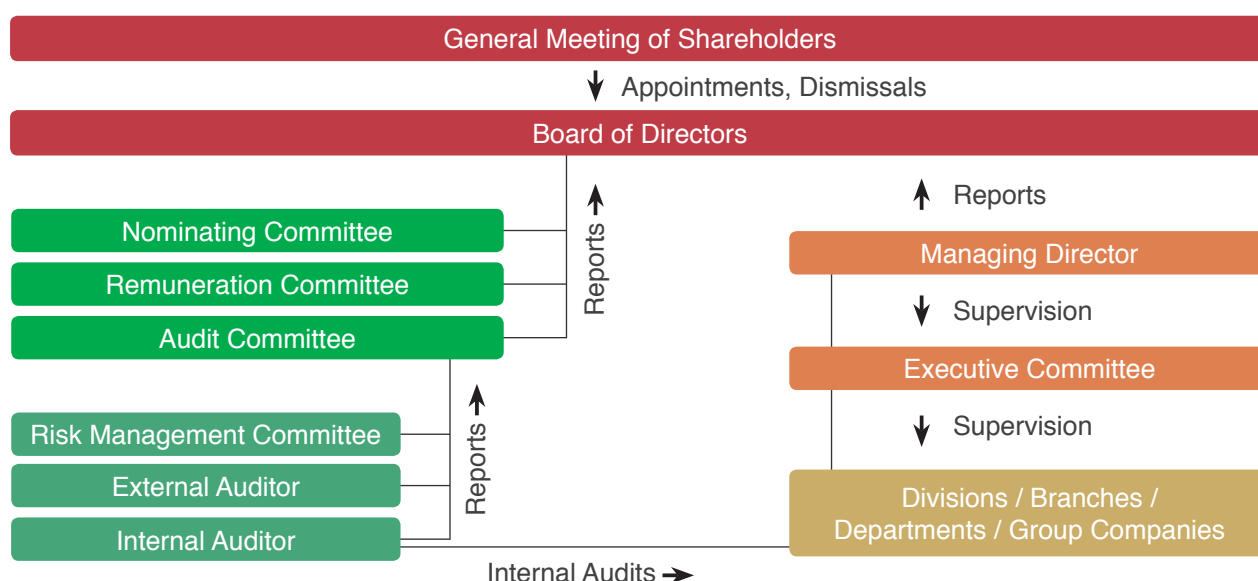 General Meeting of Shareholders
Appointments, Dismissals
Board of Directors
Nominating Committee
Remuneration Committee
Audit Committee
Reports
Risk Management Committee
External Auditor
Internal Auditor
Reports
Reports
Managing Director
Supervision
Executive Committee
Supervision
Divisions / Branches /
Departments / Group Companies
Internal Audits